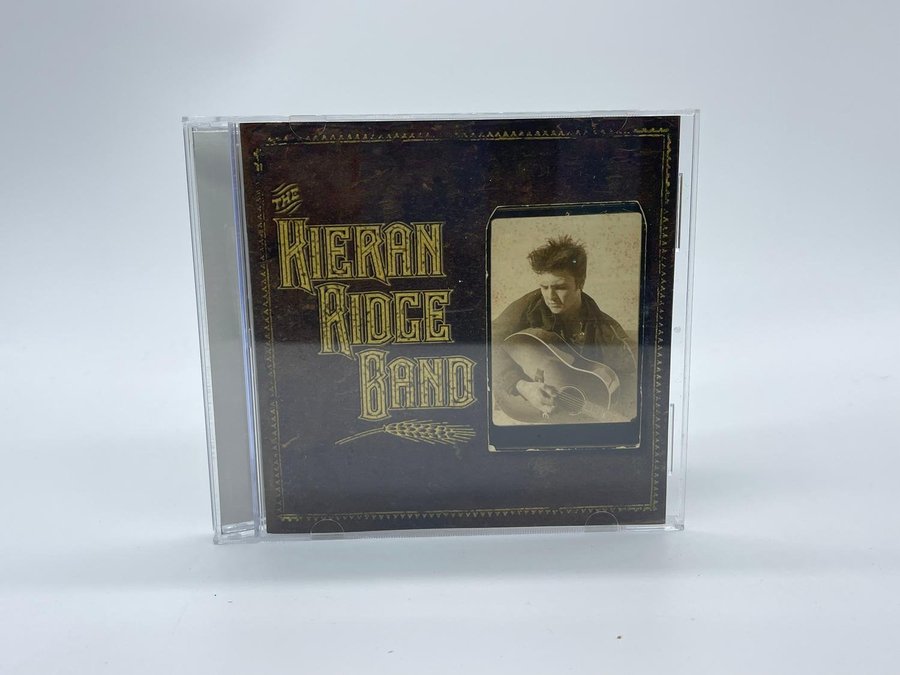 THE
KIERAN
RIDGE
BAND